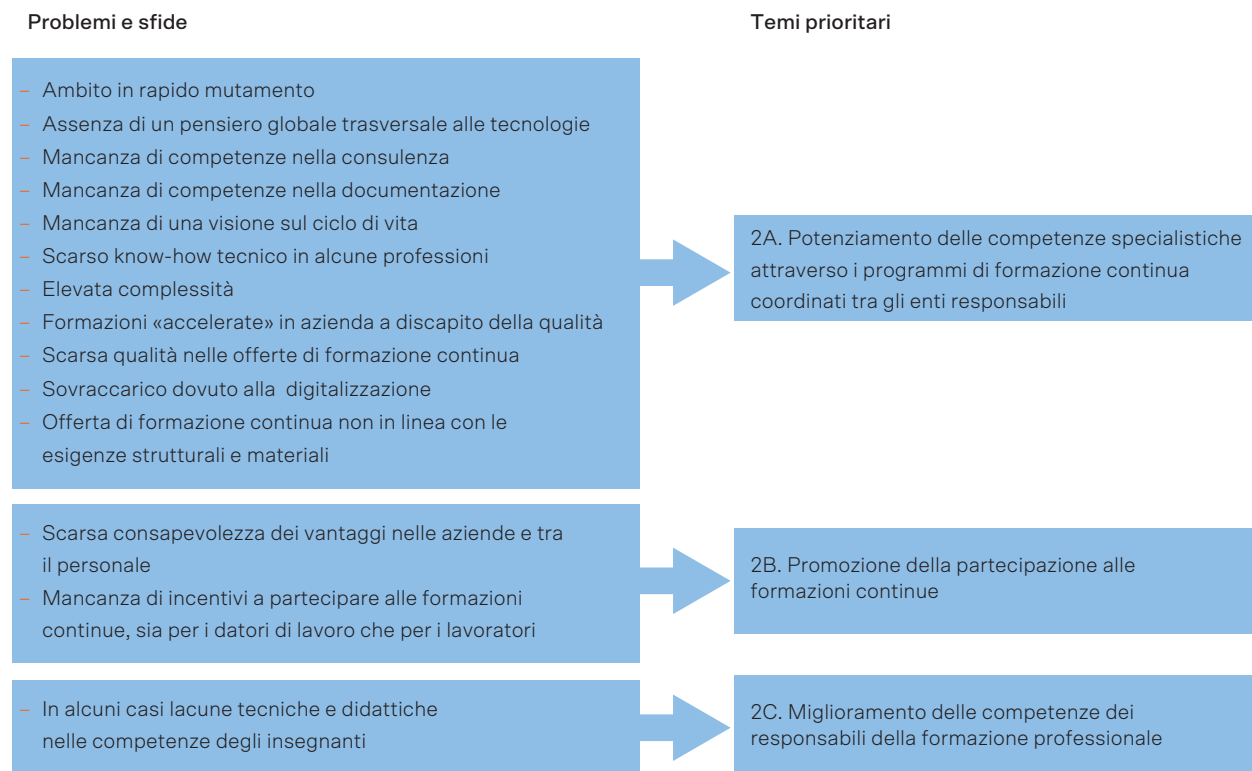 Problemi e sfide
Temi prioritari
– Ambito in rapido mutamento
– Assenza di un pensiero globale trasversale alle tecnologie
– Mancanza di competenze nella consulenza
– Mancanza di competenze nella documentazione
– Mancanza di una visione sul ciclo di vita
– Scarso know-how tecnico in alcune professioni
– Elevata complessità
– Formazioni «accelerate» in azienda a discapito della qualità
– Scarsa qualità nelle offerte di formazione continua
– Sovraccarico dovuto alla digitalizzazione
– Offerta di formazione continua non in linea con le
esigenze strutturali e materiali
2A. Potenziamento delle competenze specialistiche
attraverso i programmi di formazione continua
coordinati tra gli enti responsabili
– Scarsa consapevolezza dei vantaggi nelle aziende e tra
il personale
– Mancanza di incentivi a partecipare alle formazioni
continue, sia per i datori di lavoro che per i lavoratori
2B. Promozione della partecipazione alle
formazioni continue
– In alcuni casi lacune tecniche e didattiche
nelle competenze degli insegnanti
2C. Miglioramento delle competenze dei
responsabili della formazione professionale